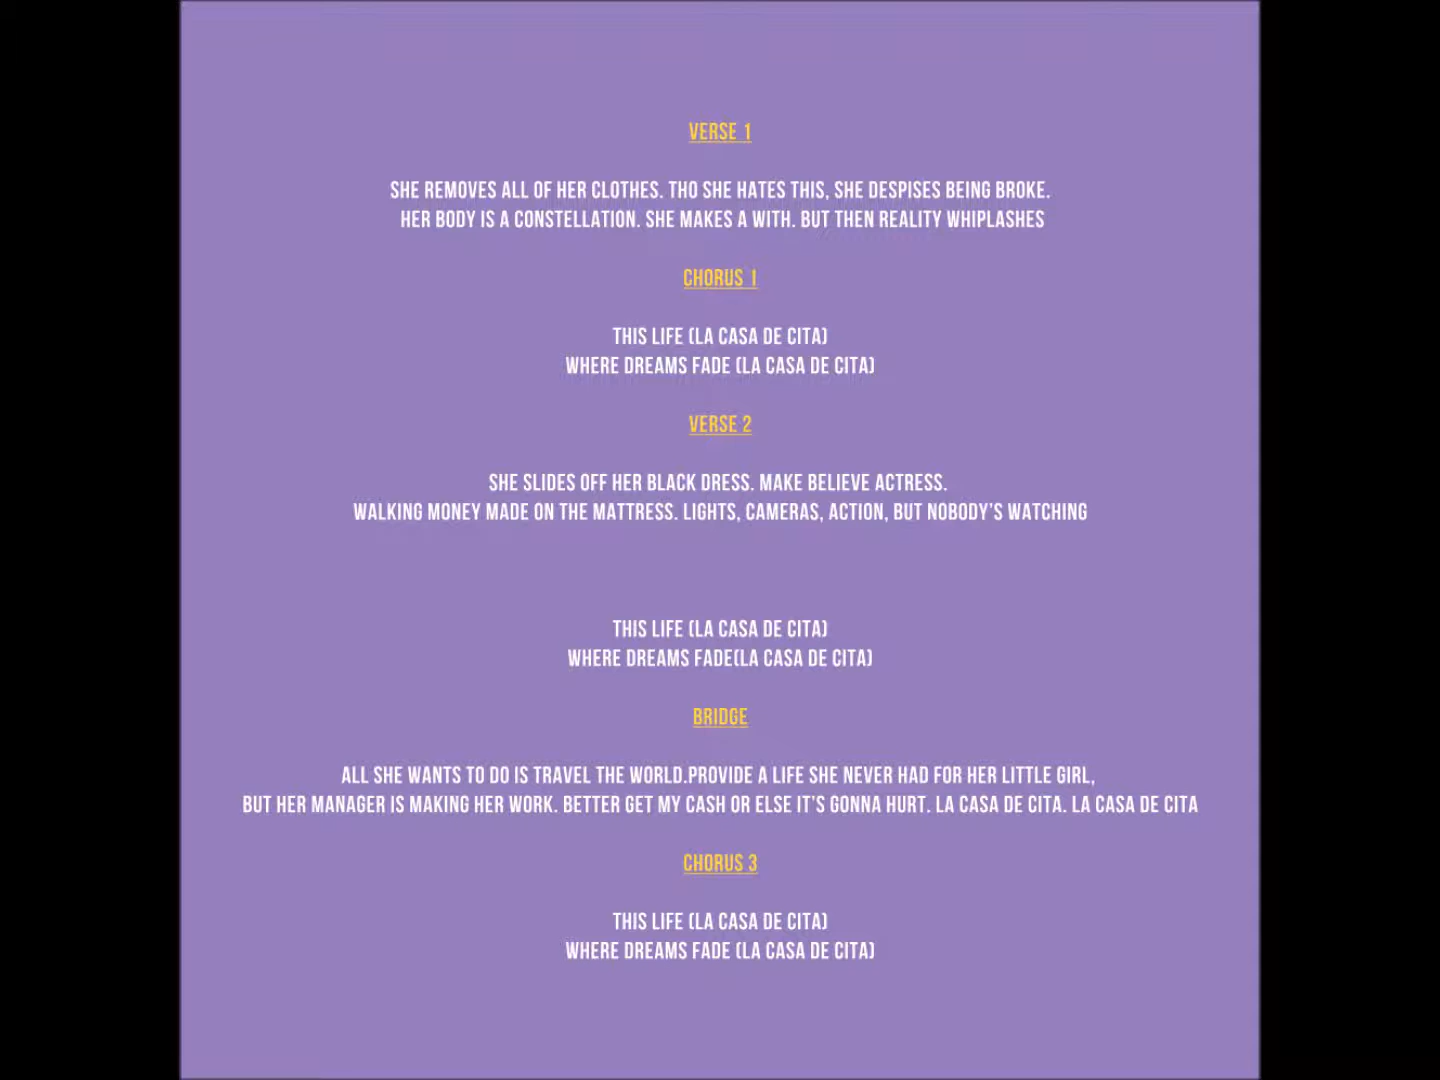 VERSE 1
SHE REMOVES ALL OF HER CLOTHES. THO SHE HATES THIS, SHE DESPISES BEING BROKE.
HER BODY IS A CONSTELLATION. SHE MAKES A WITH. BUT THEN REALITY WHIPLASHES
CHORUS 1
THIS LIFE (LA CASA DE CITA)
WHERE DREAMS FADE (LA CASA DE CITA)
VERSE 2
SHE SLIDES OFF HER BLACK DRESS. MAKE BELIEVE ACTRESS.
WALKING MONEY MADE ON THE MATTRESS. LIGHTS, CAMERAS, ACTION, BUT NOBODY'S WATCHING
THIS LIFE (LA CASA DE CITA)
WHERE DREAMS FADE(LA CASA DE CITA)
BRIDGE
ALL SHE WANTS TO DO IS TRAVEL THE WORLD.PROVIDE A LIFE SHE NEVER HAD FOR HER LITTLE GIRL,
BUT HER MANAGER IS MAKING HER WORK. BETTER GET MY CASH OR ELSE IT'S GONNA HURT. LA CASA DE CITA. LA CASA DE CITA
CHORUS 3
THIS LIFE (LA CASA DE CITA)
WHERE DREAMS FADE (LA CASA DE CITA)